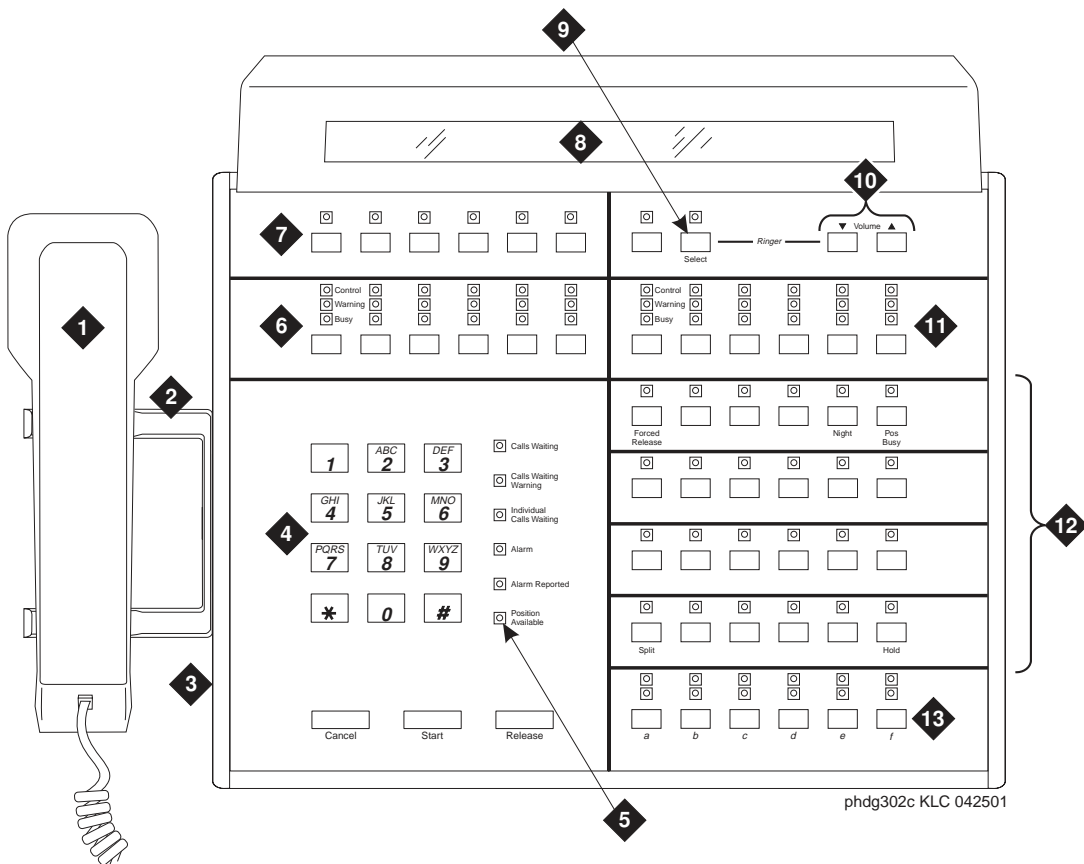 9
8
10
7
▼ Volume ▲
Ringer
Select
1
6
Control
Warning
Busy
Control
Warning
Busy
11
2
Forced
Release
Night
Pos
Busy
4
1
ABC
2
DEF
3
GHI
4
JKL
5
MNO
6
PQRS
7
TUV
8
WXYZ
9
*
0
#
Calls Waiting
Calls Waiting
Warning
Individual
Calls Waiting
Alarm
Alarm Reported
Position
Available
12
Split
Hold
3
Cancel
Start
Release
a
b
c
d
e
f
13
5
phdg302c KLC 042501